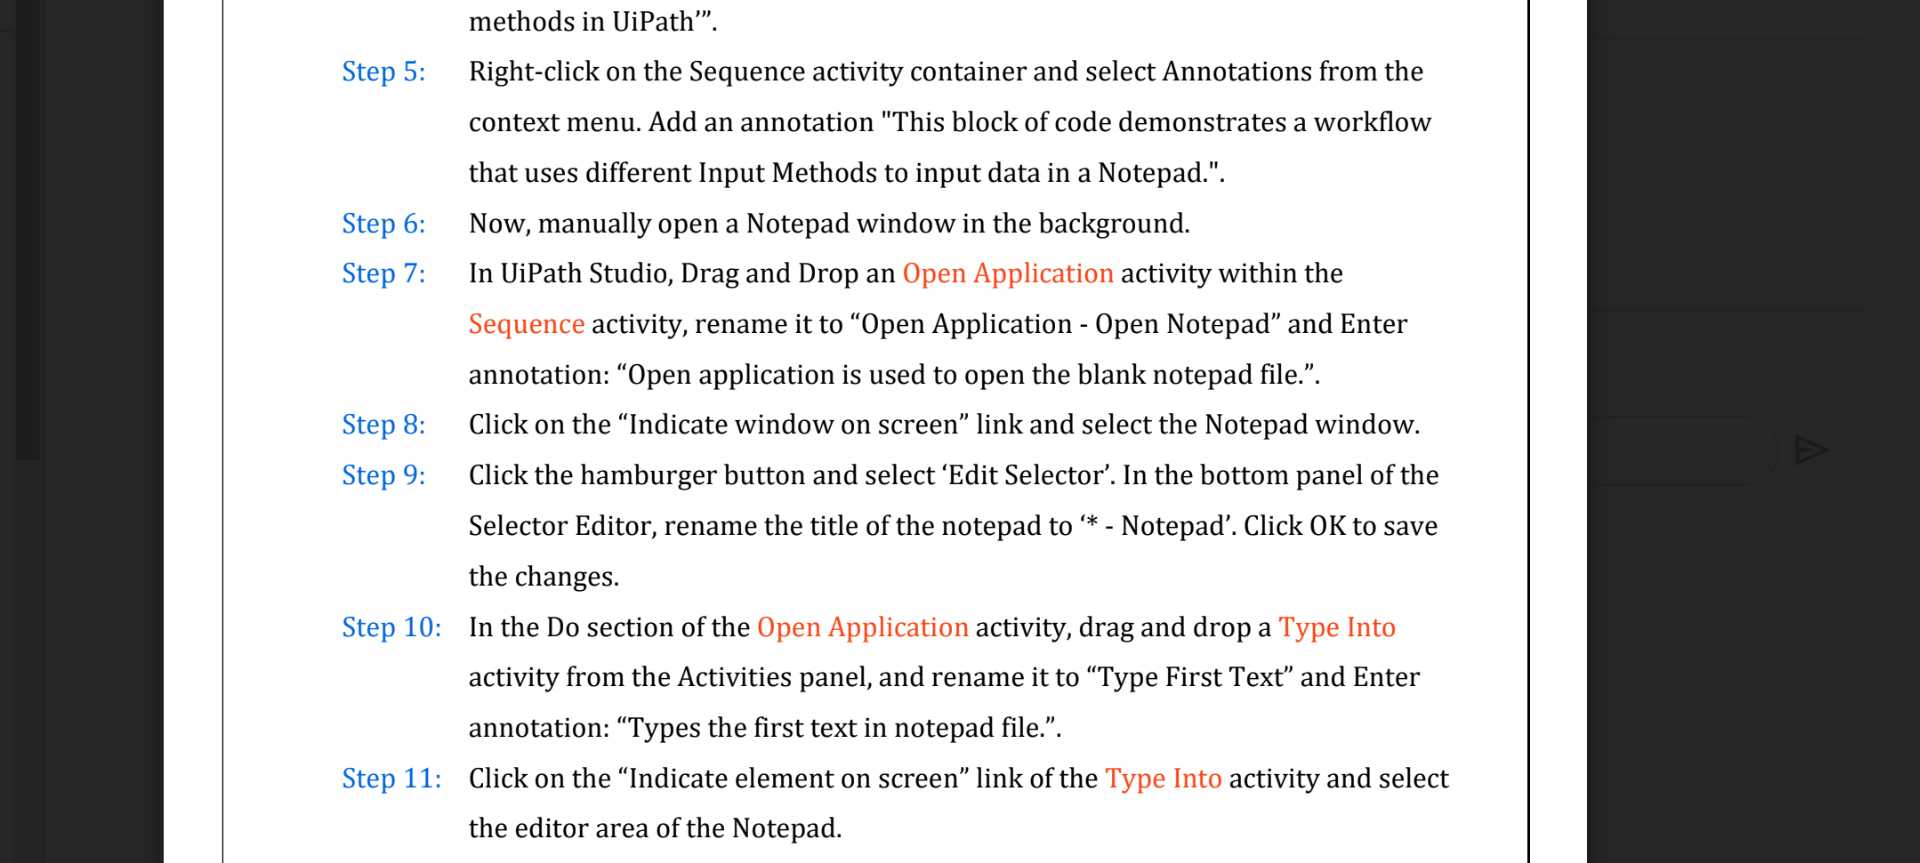 methods in UiPath’”.
Step 5: Right-click on the Sequence activity container and select Annotations from the
context menu. Add an annotation "This block of code demonstrates a workflow
that uses different Input Methods to input data in a Notepad.".
Step 6: Now, manually open a Notepad window in the background.
Step 7: In UiPath Studio, Drag and Drop an Open Application activity within the
Sequence activity, rename it to “Open Application - Open Notepad” and Enter
annotation: “Open application is used to open the blank notepad file.”.
Step 8: Click on the “Indicate window on screen” link and select the Notepad window.
Step 9: Click the hamburger button and select ‘Edit Selector’. In the bottom panel of the
Selector Editor, rename the title of the notepad to ‘* - Notepad’. Click OK to save
the changes.
Step 10: In the Do section of the Open Application activity, drag and drop a Type Into
activity from the Activities panel, and rename it to “Type First Text” and Enter
annotation: “Types the first text in notepad file.”.
Step 11: Click on the “Indicate element on screen” link of the Type Into activity and select
the editor area of the Notepad.